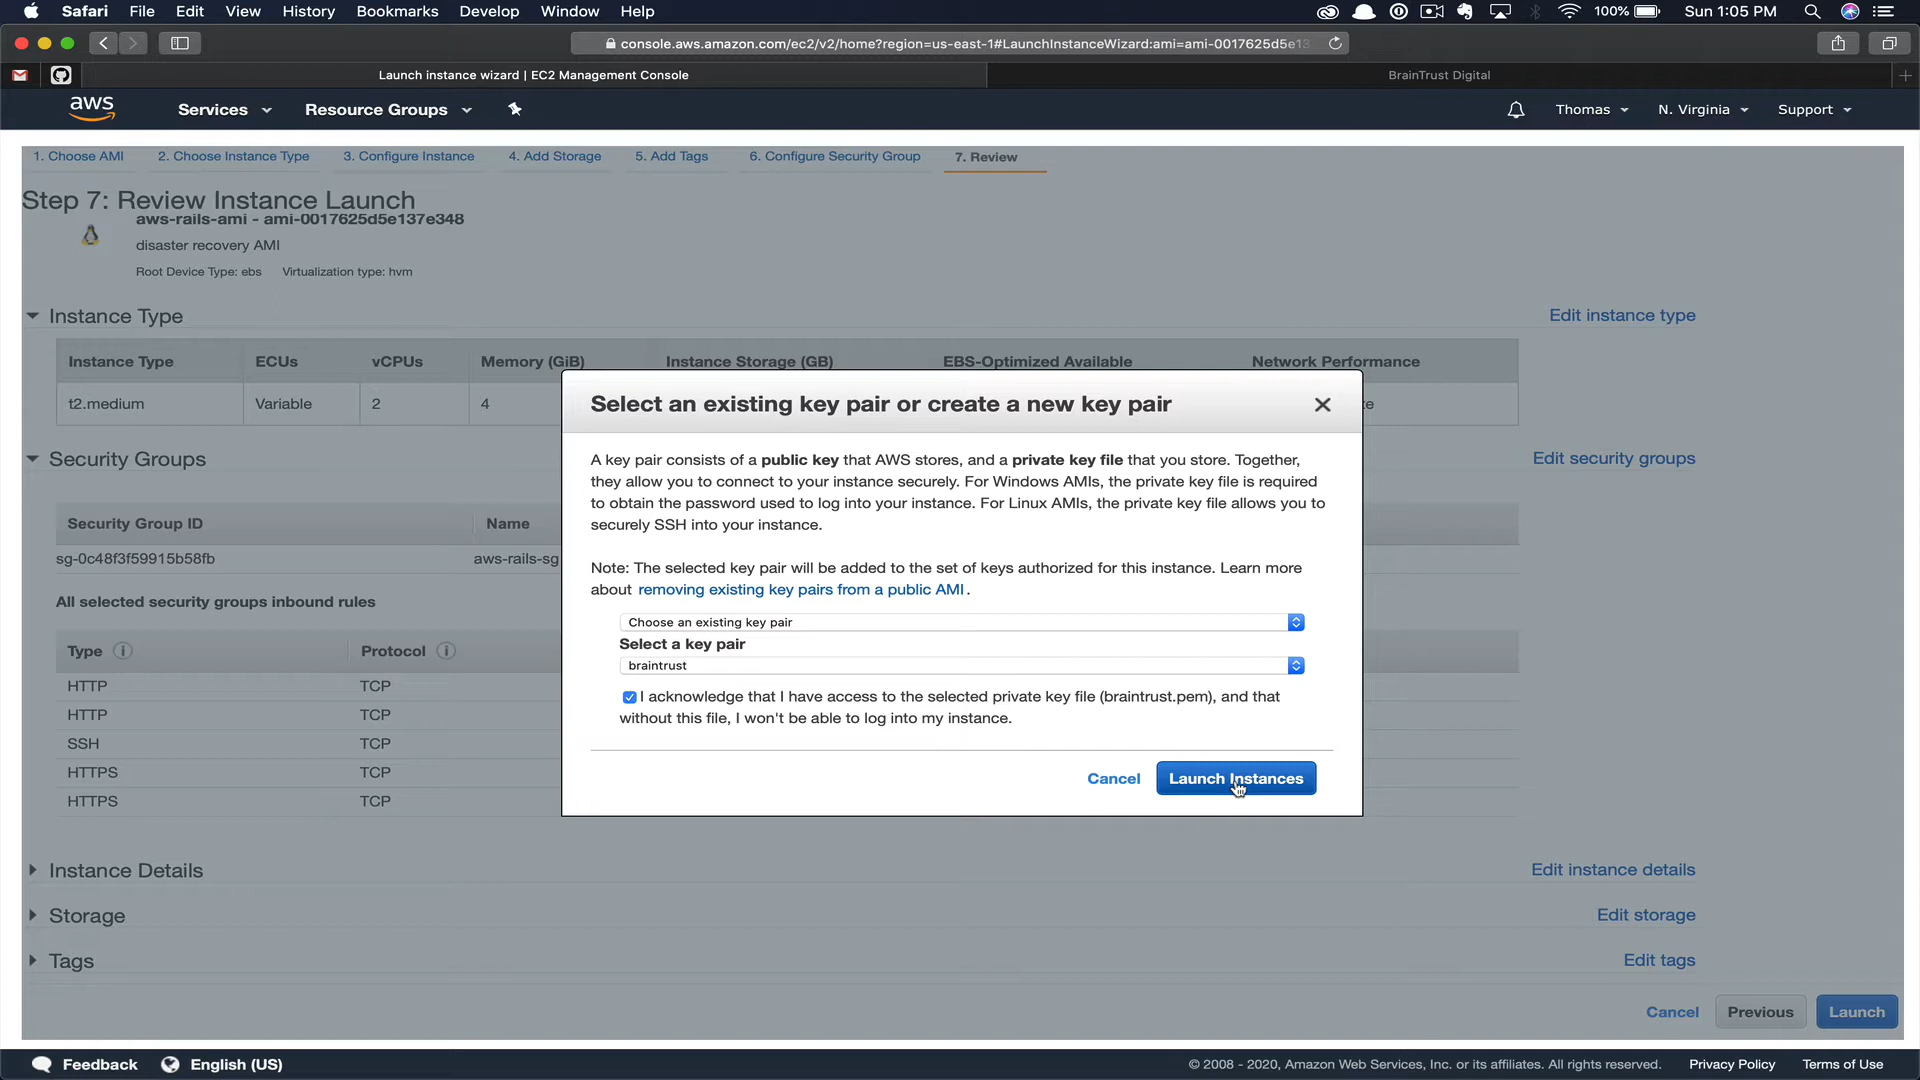 Safari File Edit View History Bookmarks Develop Window Help 100% Sun 1:05 PM
console.aws.amazon.com/ec2/v2/home?region=us-east-1#LaunchInstanceWizard:ami=ami-0017625d5e13
Launch instance wizard | EC2 Management Console BrainTrust Digital
aws Services Resource Groups Thomas N. Virginia Support
1. Choose AMI 2. Choose Instance Type 3. Configure Instance 4. Add Storage 5. Add Tags 6. Configure Security Group 7. Review
Step 7: Review Instance Launch
aws-rails-ami - ami-0017625d5e137e348
disaster recovery AMI
Root Device Type: ebs Virtualization type: hvm
Instance Type Edit instance type
Instance Type ECUs vCPUs Memory (GiB) Instance Storage (GB) EBS-Optimized Available Network Performance
t2.medium Variable 2 4
Security Groups Edit security groups
Security Group ID Name
sg-0c48f3f59915b58fb aws-rails-sg
All selected security groups inbound rules
Type Protocol
HTTP TCP
HTTP TCP
SSH TCP
HTTPS TCP
HTTPS TCP
Select an existing key pair or create a new key pair
A key pair consists of a public key that AWS stores, and a private key file that you store. Together,
they allow you to connect to your instance securely. For Windows AMIs, the private key file is required
to obtain the password used to log into your instance. For Linux AMIs, the private key file allows you to
securely SSH into your instance.
Note: The selected key pair will be added to the set of keys authorized for this instance. Learn more
about removing existing key pairs from a public AMI.
Choose an existing key pair
Select a key pair
braintrust
I acknowledge that I have access to the selected private key file (braintrust.pem), and that
without this file, I won't be able to log into my instance.
Cancel Launch Instances
Instance Details Edit instance details
Storage Edit storage
Tags Edit tags
Cancel Previous Launch
Feedback English (US) © 2008 - 2020, Amazon Web Services, Inc. or its affiliates. All rights reserved. Privacy Policy Terms of Use